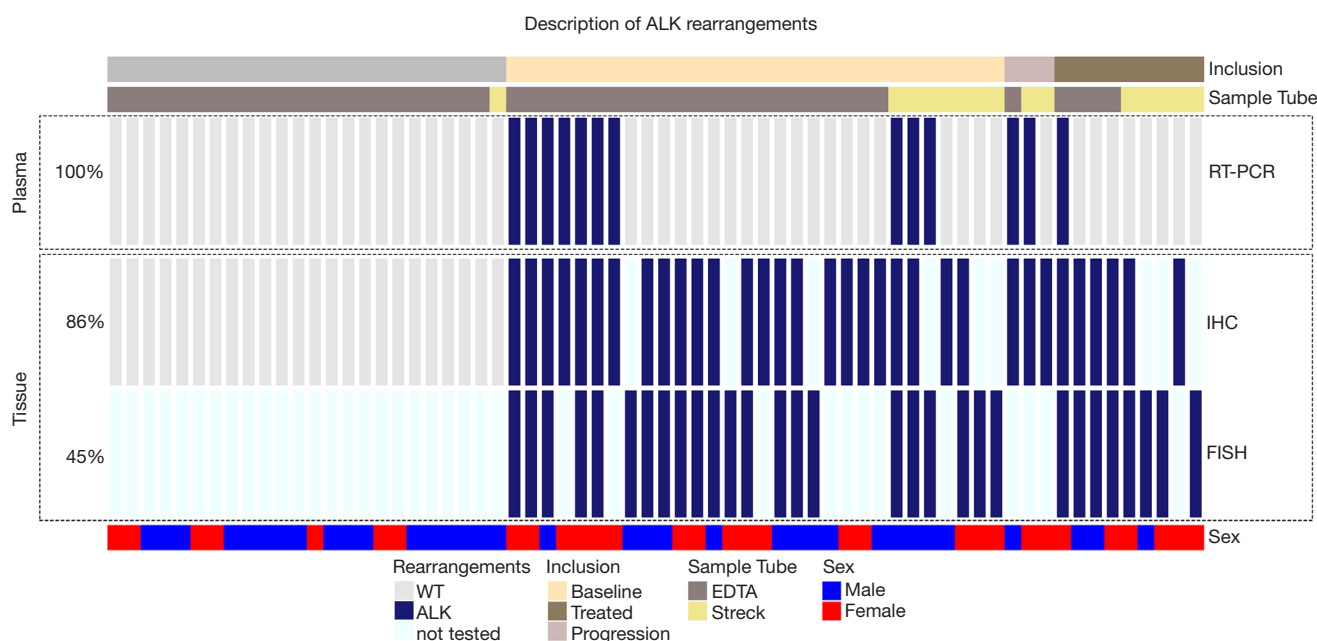 Description of ALK rearrangements
Inclusion
Sample Tube
Plasma
100%
RT-PCR
Tissue
86%
IHC
45%
FISH
Sex
Rearrangements Inclusion Sample Tube Sex
WT Baseline EDTA Male
ALK Treated Streck Female
not tested Progression